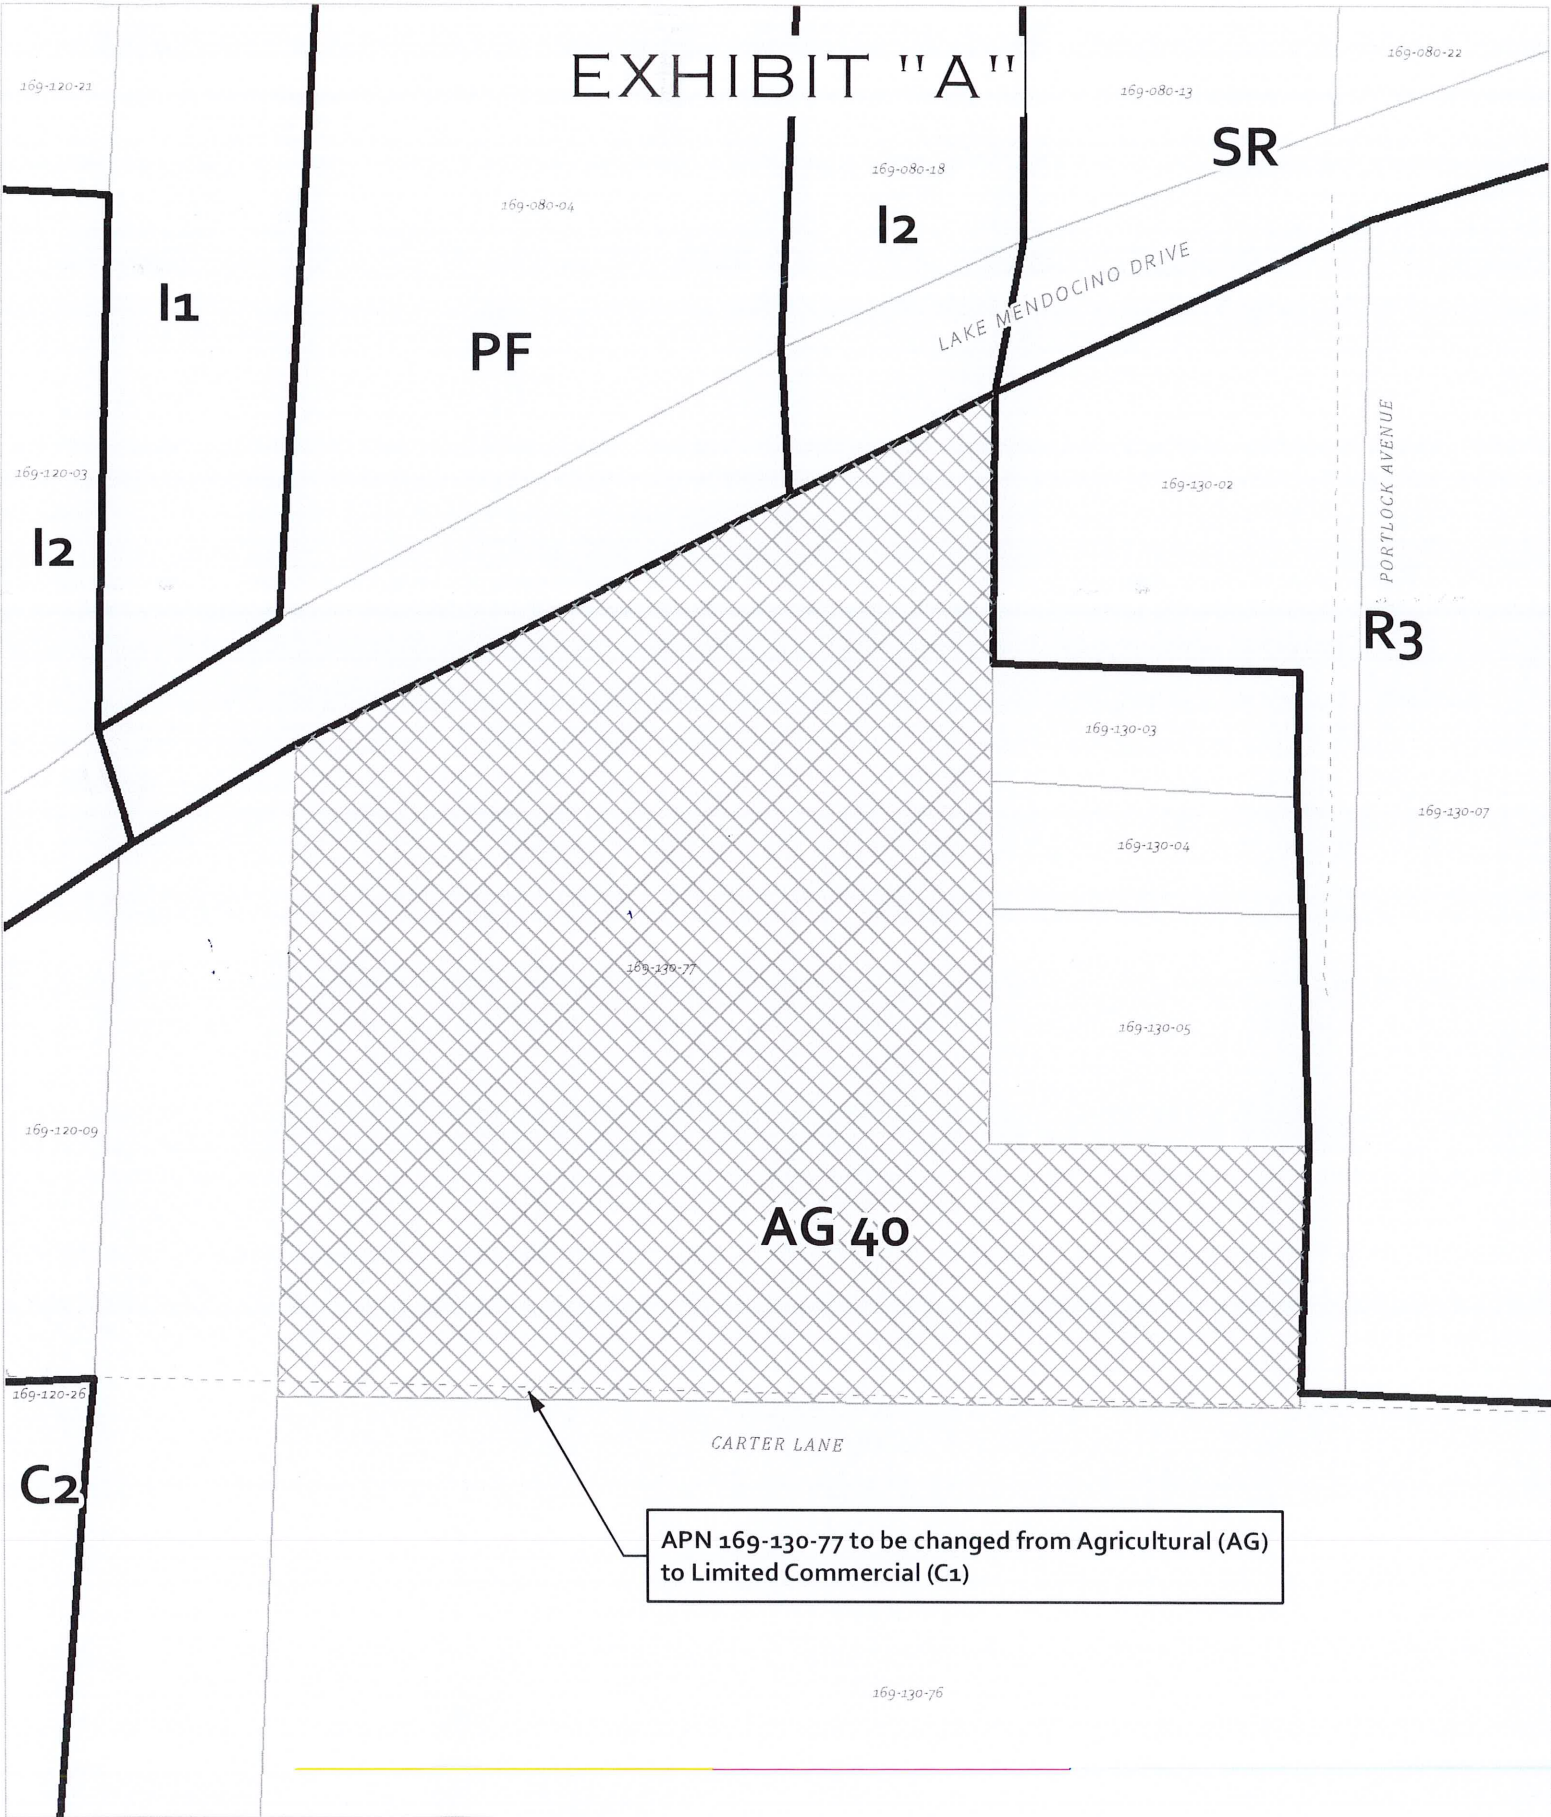 EXHIBIT "A"
169-080-22
169-120-21
169-080-13
SR
169-080-18
169-080-04
I2
LAKE MENDOCINO DRIVE
I1
PF
169-120-03
169-130-02
PORTLOCK AVENUE
I2
R3
169-130-03
169-130-07
169-130-04
169-130-77
169-130-05
169-120-09
AG 40
169-120-26
CARTER LANE
C2
APN 169-130-77 to be changed from Agricultural (AG)
to Limited Commercial (C1)
169-130-76